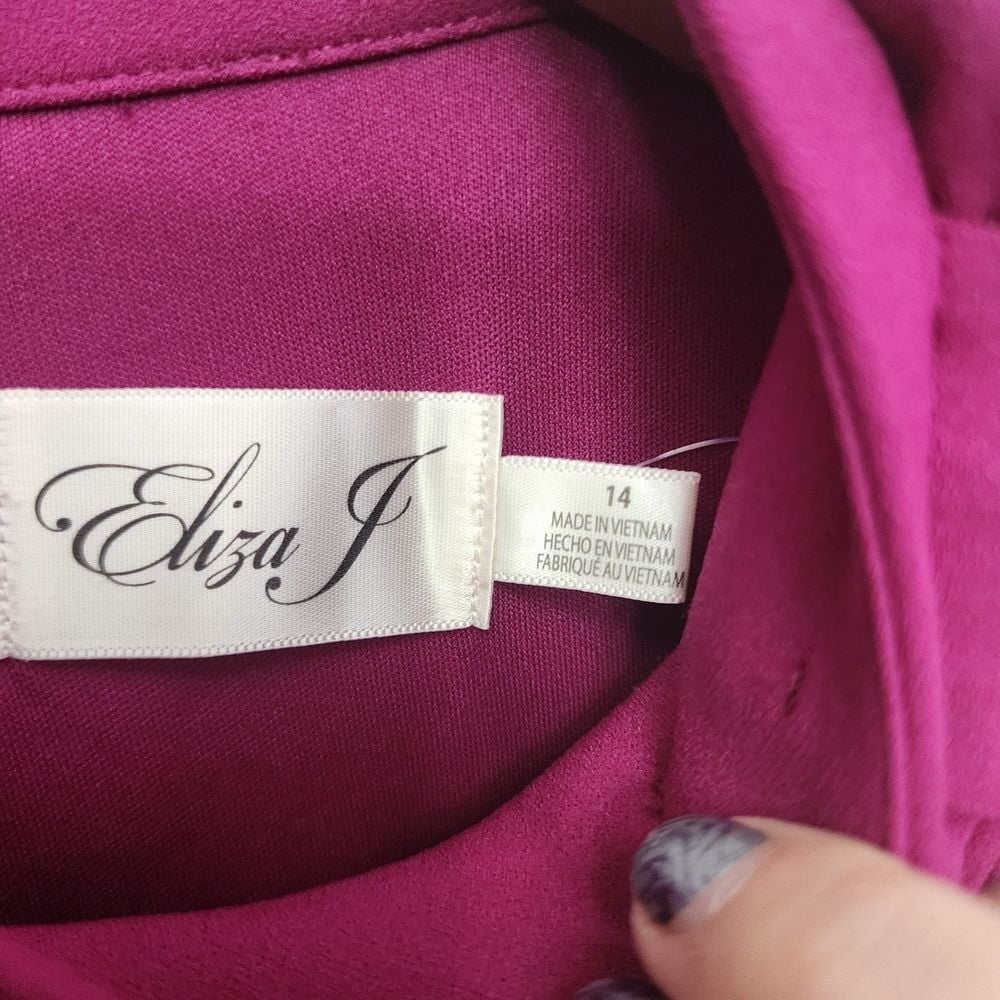 Eliza J
14
MADE IN VIETNAM
HECHO EN VIETNAM
FABRIQUÉ AU VIETNAM